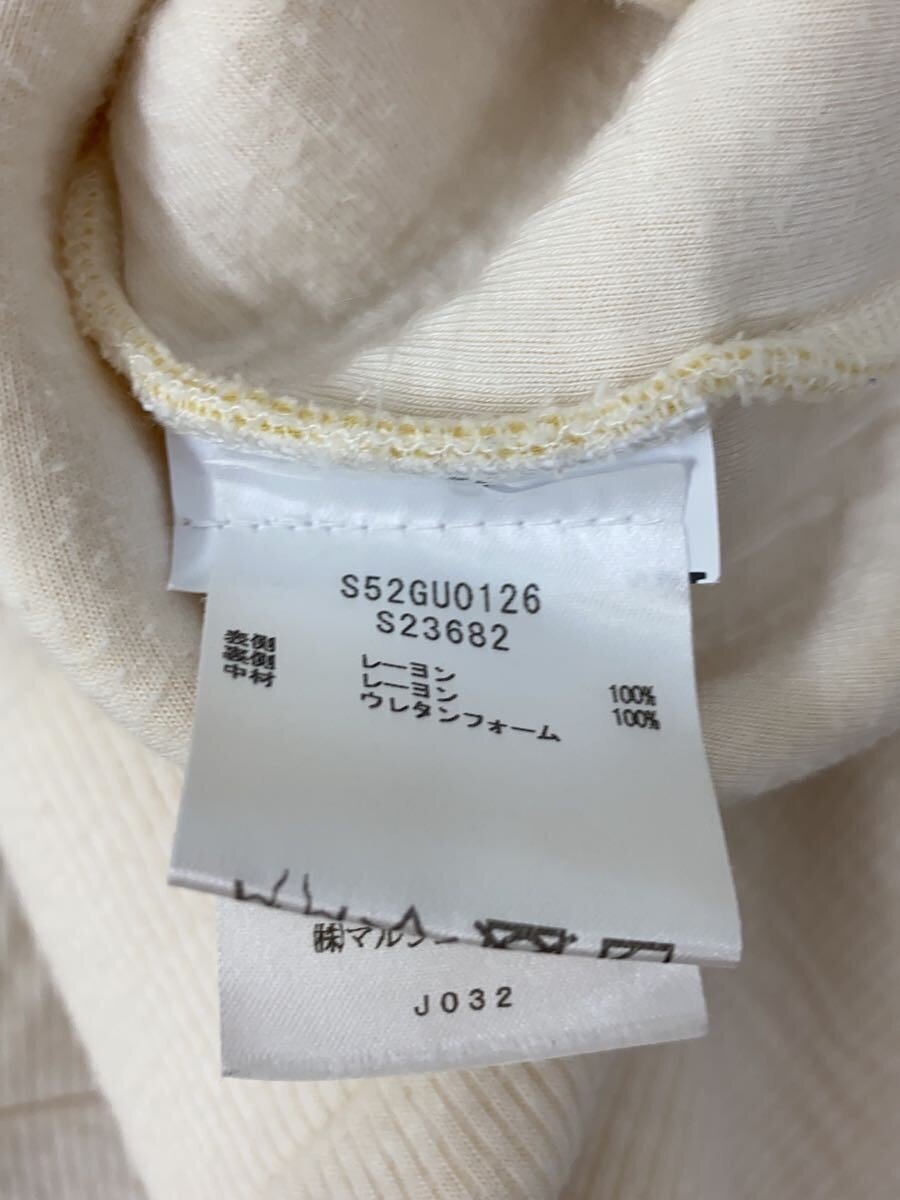 S52GU0126
S23682
表側 レーヨン 100%
裏側 レーヨン 100%
中材 ウレタンフォーム
㈱マルジ
J032